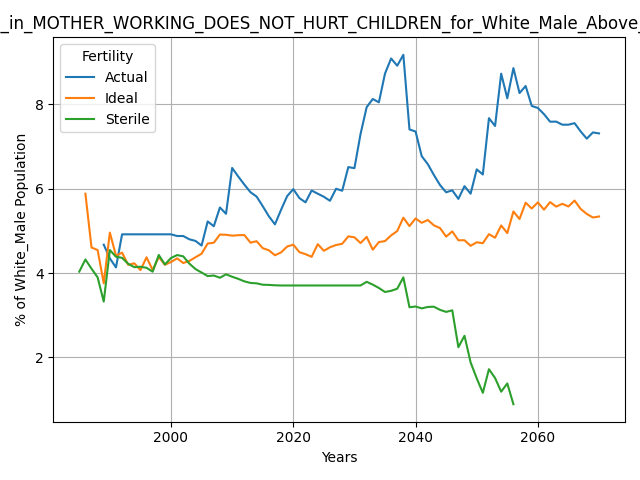 _in_MOTHER_WORKING_DOES_NOT_HURT_CHILDREN_for_White_Male_Above_
Fertility
Actual
Ideal
Sterile
% of White_Male Population
8
6
4
2
2000 2020 2040 2060
Years